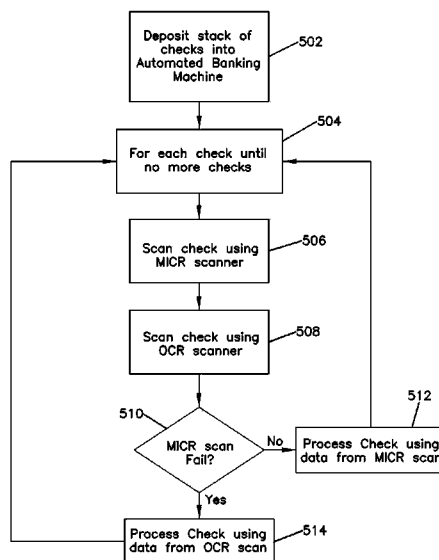 Deposit stack of
checks into
Automated Banking
Machine
502
504
For each check until
no more checks
Scan check using
MICR scanner
506
Scan check using
OCR scanner
508
510
MICR scan
Fail?
No
512
Process Check using
data from MICR scan
Yes
Process Check using
data from OCR scan
514